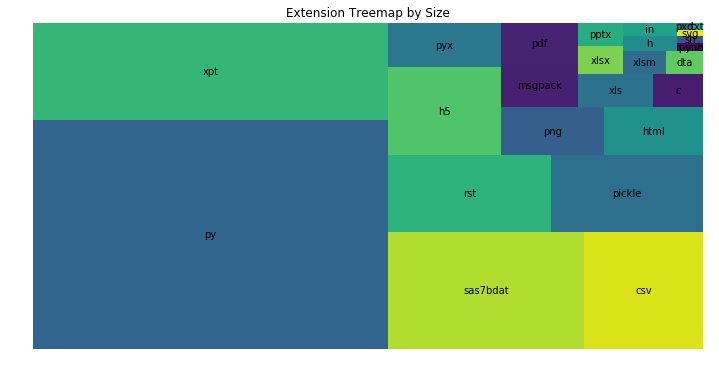 Extension Treemap by Size
xpt
py
pyx
h5
pdf
msgpack
pptx
xlsx
in
h
xlsm
dta
xls
c
png
html
rst
pickle
sas7bdat
csv
pxd
txt
svg
ipynb